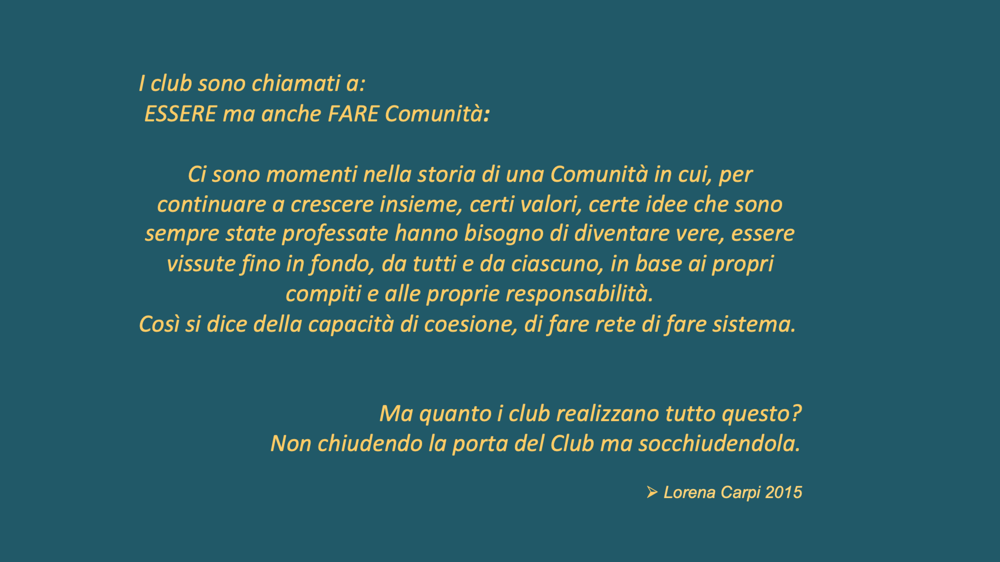 I club sono chiamati a:
ESSERE ma anche FARE Comunità:
Ci sono momenti nella storia di una Comunità in cui, per
continuare a crescere insieme, certi valori, certe idee che sono
sempre state professate hanno bisogno di diventare vere, essere
vissute fino in fondo, da tutti e da ciascuno, in base ai propri
compiti e alle proprie responsabilità.
Così si dice della capacità di coesione, di fare rete di fare sistema.
Ma quanto i club realizzano tutto questo?
Non chiudendo la porta del Club ma socchiudendola.
➢ Lorena Carpi 2015